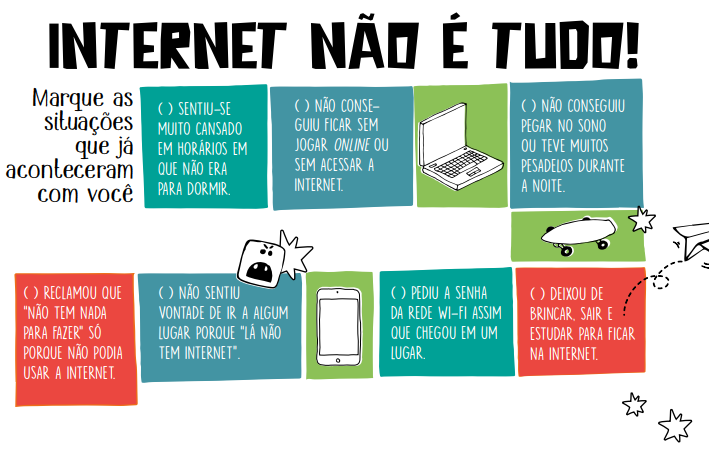 INTERNET NÃO É TUDO!
Marque as
situações
que já
aconteceram
com você
( ) SENTIU-SE
MUITO CANSADO
EM HORÁRIOS EM
QUE NÃO ERA
PARA DORMIR.
( ) NÃO CONSE-
GUIU FICAR SEM
JOGAR ONLINE OU
SEM ACESSAR A
INTERNET.
( ) NÃO CONSEGUIU
PEGAR NO SONO
OU TEVE MUITOS
PESADELOS DURANTE
A NOITE.
( ) RECLAMOU QUE
"NÃO TEM NADA
PARA FAZER" SÓ
PORQUE NÃO PODIA
USAR A INTERNET.
( ) NÃO SENTIU
VONTADE DE IR A ALGUM
LUGAR PORQUE "LÁ NÃO
TEM INTERNET".
( ) PEDIU A SENHA
DA REDE WI-FI ASSIM
QUE CHEGOU EM UM
LUGAR.
( ) DEIXOU DE
BRINCAR, SAIR E
ESTUDAR PARA FICAR
NA INTERNET.